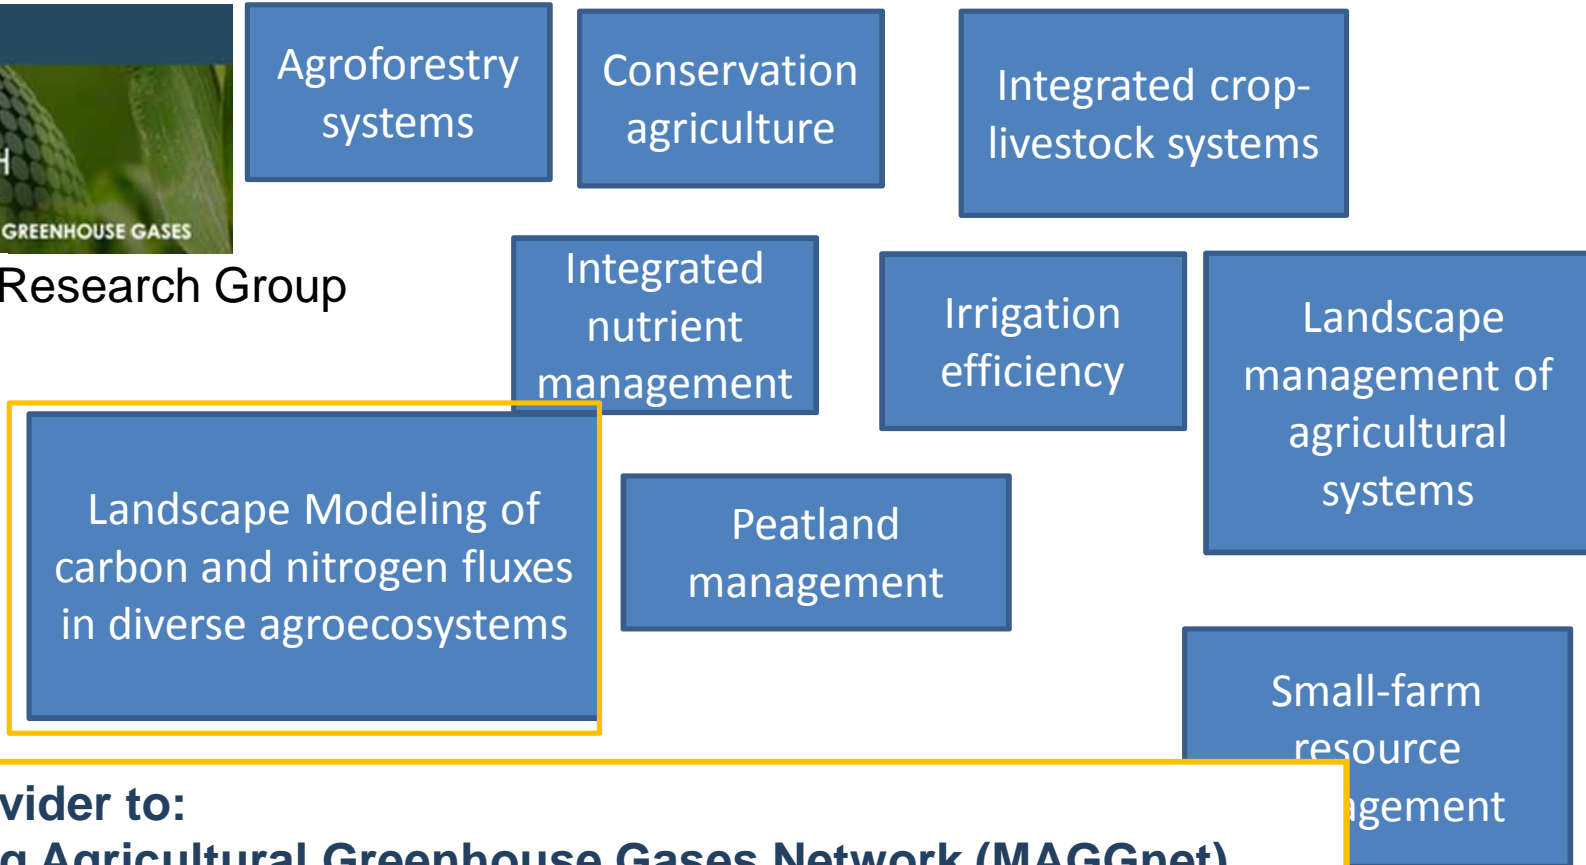 Agroforestry
systems
Conservation
agriculture
Integrated crop-
livestock systems
H
GREENHOUSE GASES
Research Group
Integrated
nutrient
management
Irrigation
efficiency
Landscape
management of
agricultural
systems
Landscape Modeling of
carbon and nitrogen fluxes
in diverse agroecosystems
Peatland
management
Small-farm
resource
agement
vider to:
g Agricultural Greenhouse Gases Network (MAGGnet)